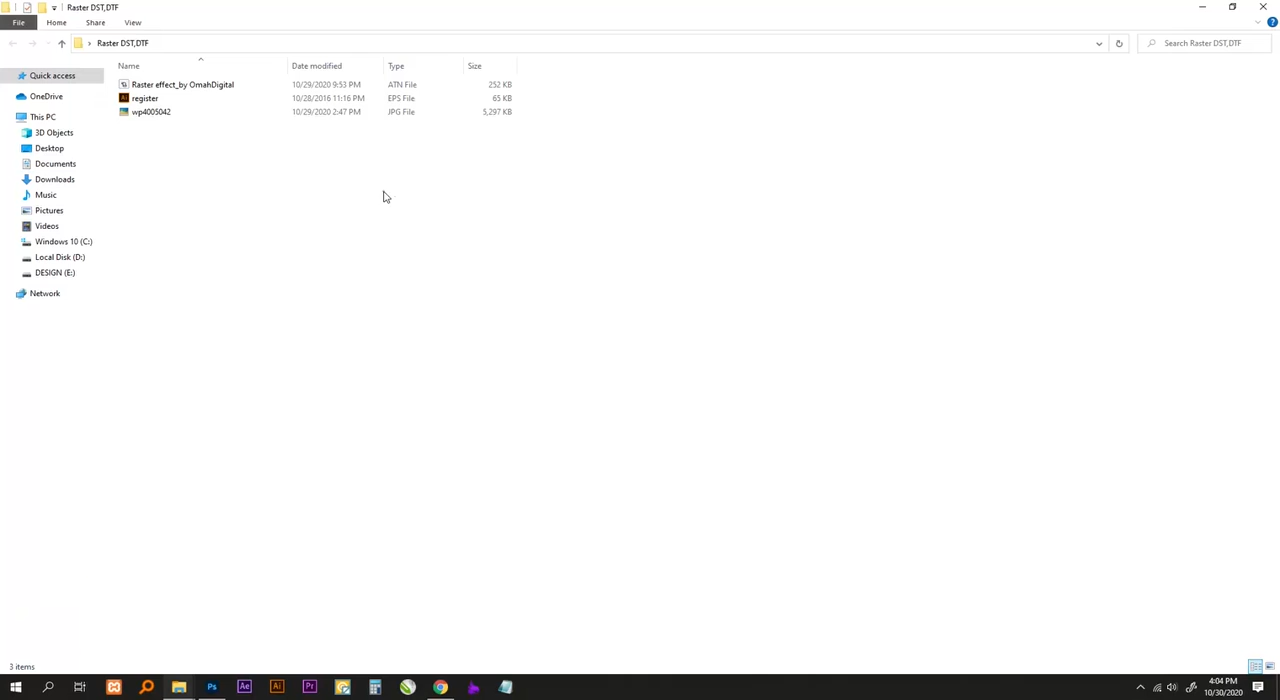 Raster DST,DTF
File Home Share View
Raster DST,DTF Search Raster DST,DTF
Name Date modified Type Size
Quick access
OneDrive
This PC
3D Objects
Desktop
Documents
Downloads
Music
Pictures
Videos
Windows 10 (C:)
Local Disk (D:)
DESIGN (E:)
Network
Raster effect_by OmahDigital 10/29/2020 9:53 PM ATN File 252 KB
register 10/28/2016 11:16 PM EPS File 65 KB
wp4005042 10/29/2020 2:47 PM JPG File 5,297 KB
3 items
Ps Ae Ai Pr
4:04 PM
10/30/2020